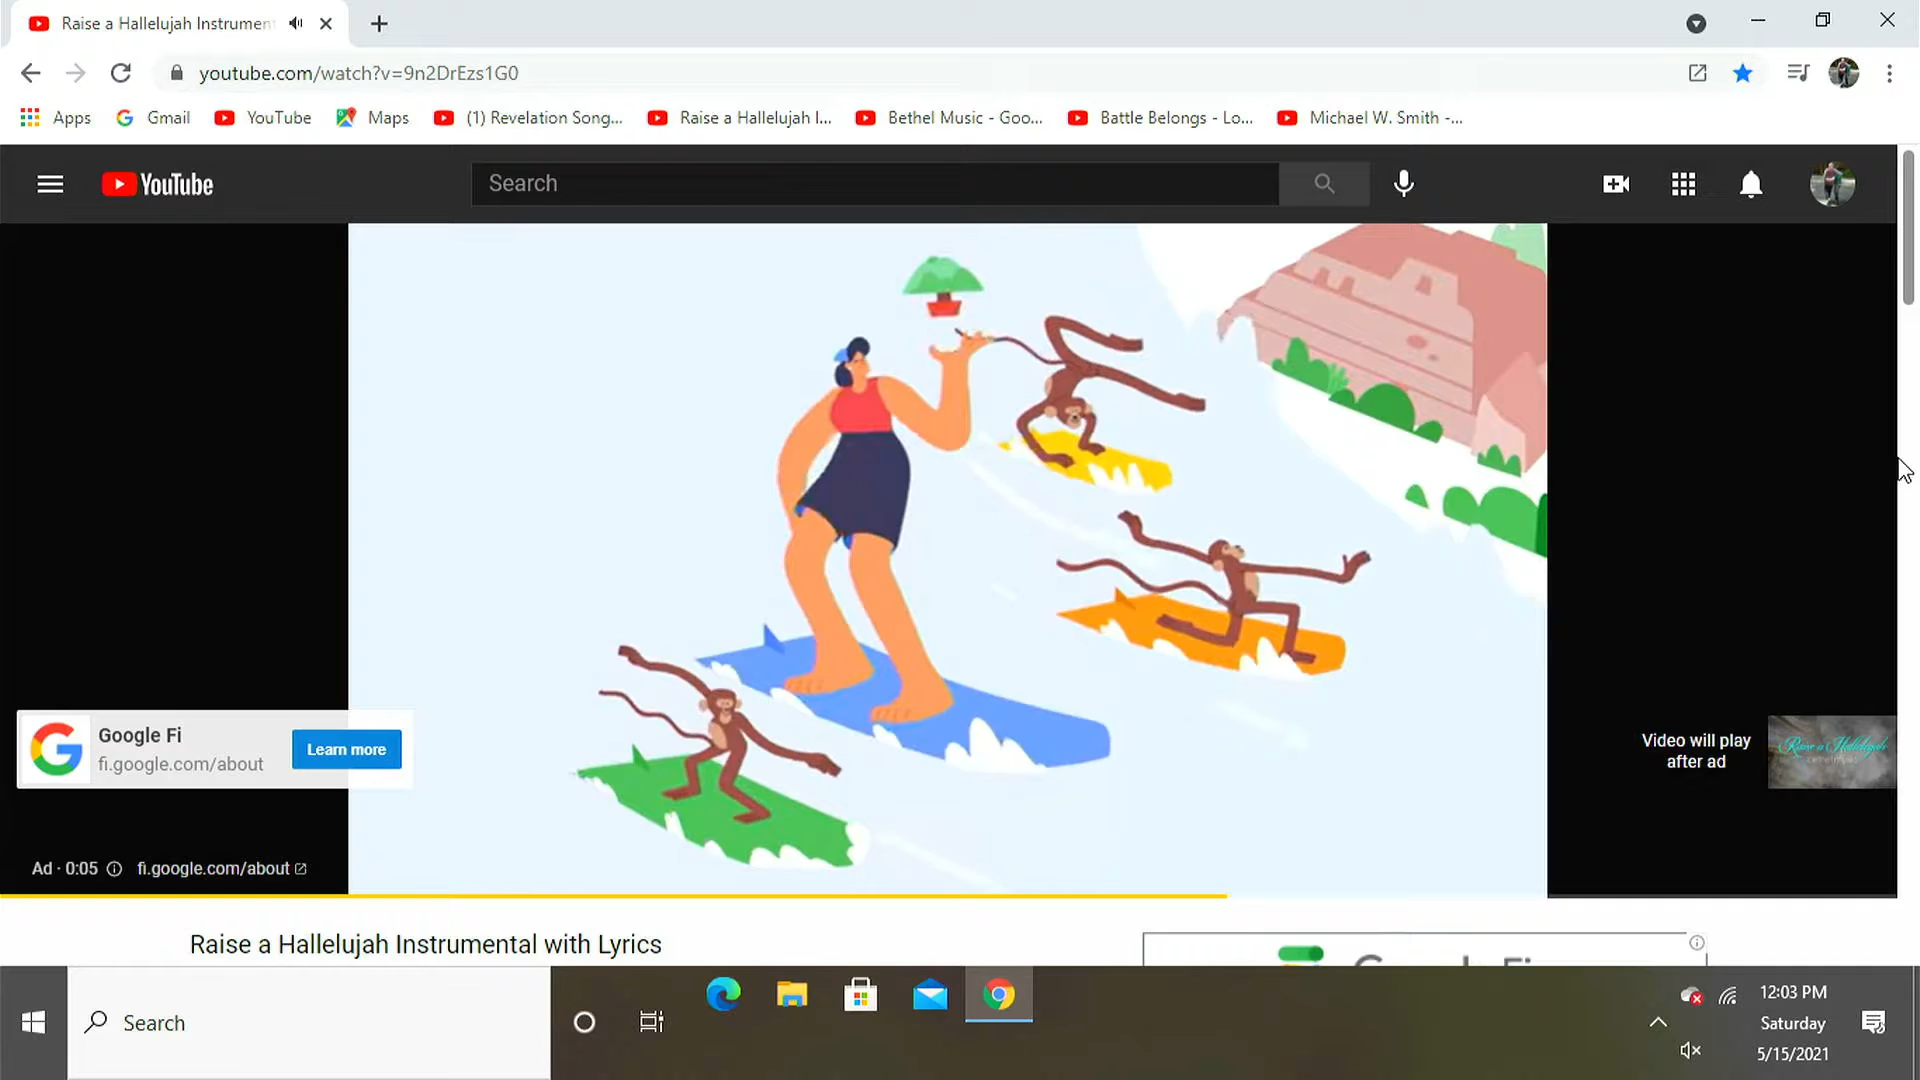 Raise a Hallelujah Instrumen
youtube.com/watch?v=9n2DrEzs1G0
Apps
Gmail
YouTube
Maps
(1) Revelation Song...
Raise a Hallelujah I...
Bethel Music - Goo...
Battle Belongs - Lo...
Michael W. Smith -...
YouTube
Search
Google Fi
fi.google.com/about
Learn more
Video will play
after ad
Raise a Hallelujah
Ad · 0:05
fi.google.com/about
Raise a Hallelujah Instrumental with Lyrics
Search
12:03 PM
Saturday
5/15/2021